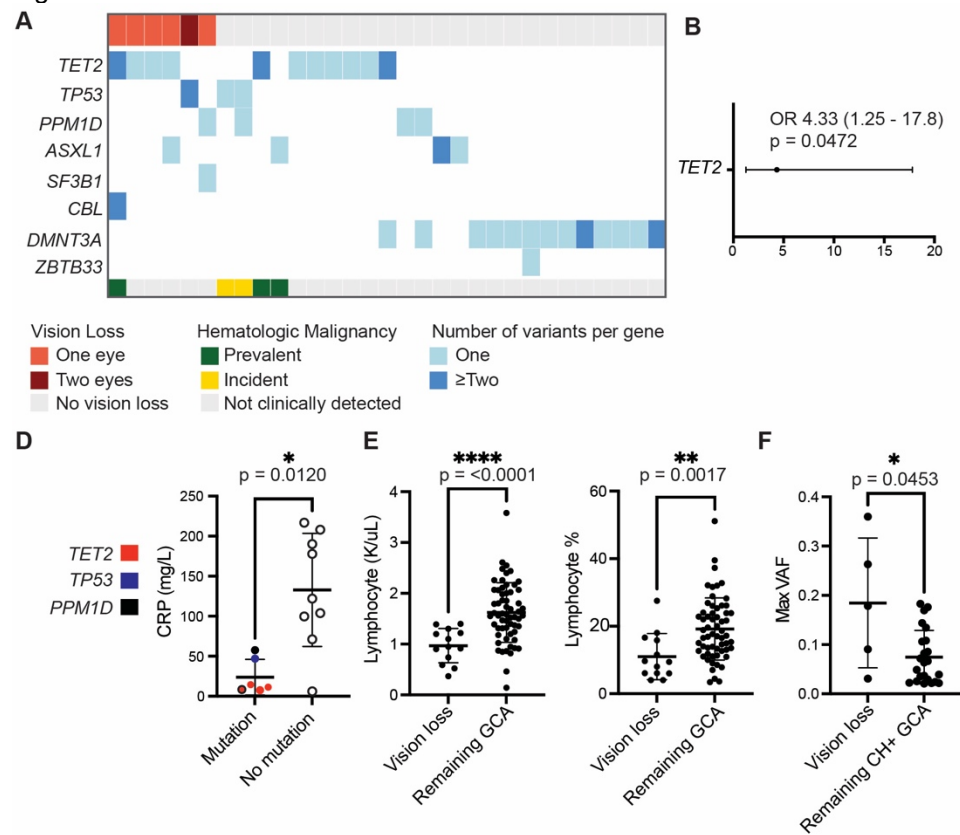 A
TET2
TP53
PPM1D
ASXL1
SF3B1
CBL
DMNT3A
ZBTB33
Vision Loss
One eye
Two eyes
No vision loss
Hematologic Malignancy
Prevalent
Incident
Not clinically detected
Number of variants per gene
One
≥Two
B
OR 4.33 (1.25 - 17.8)
p = 0.0472
TET2
0 5 10 15 20
D
TET2
TP53
PPM1D
*
p = 0.0120
CRP (mg/L)
250
200
150
100
50
0
Mutation
No mutation
E
****
p = <0.0001
Lymphocyte (K/uL)
4
3
2
1
0
Vision loss
Remaining GCA
**
p = 0.0017
Lymphocyte %
60
40
20
0
Vision loss
Remaining GCA
F
*
p = 0.0453
Max VAF
0.4
0.3
0.2
0.1
0.0
Vision loss
Remaining CH+ GCA